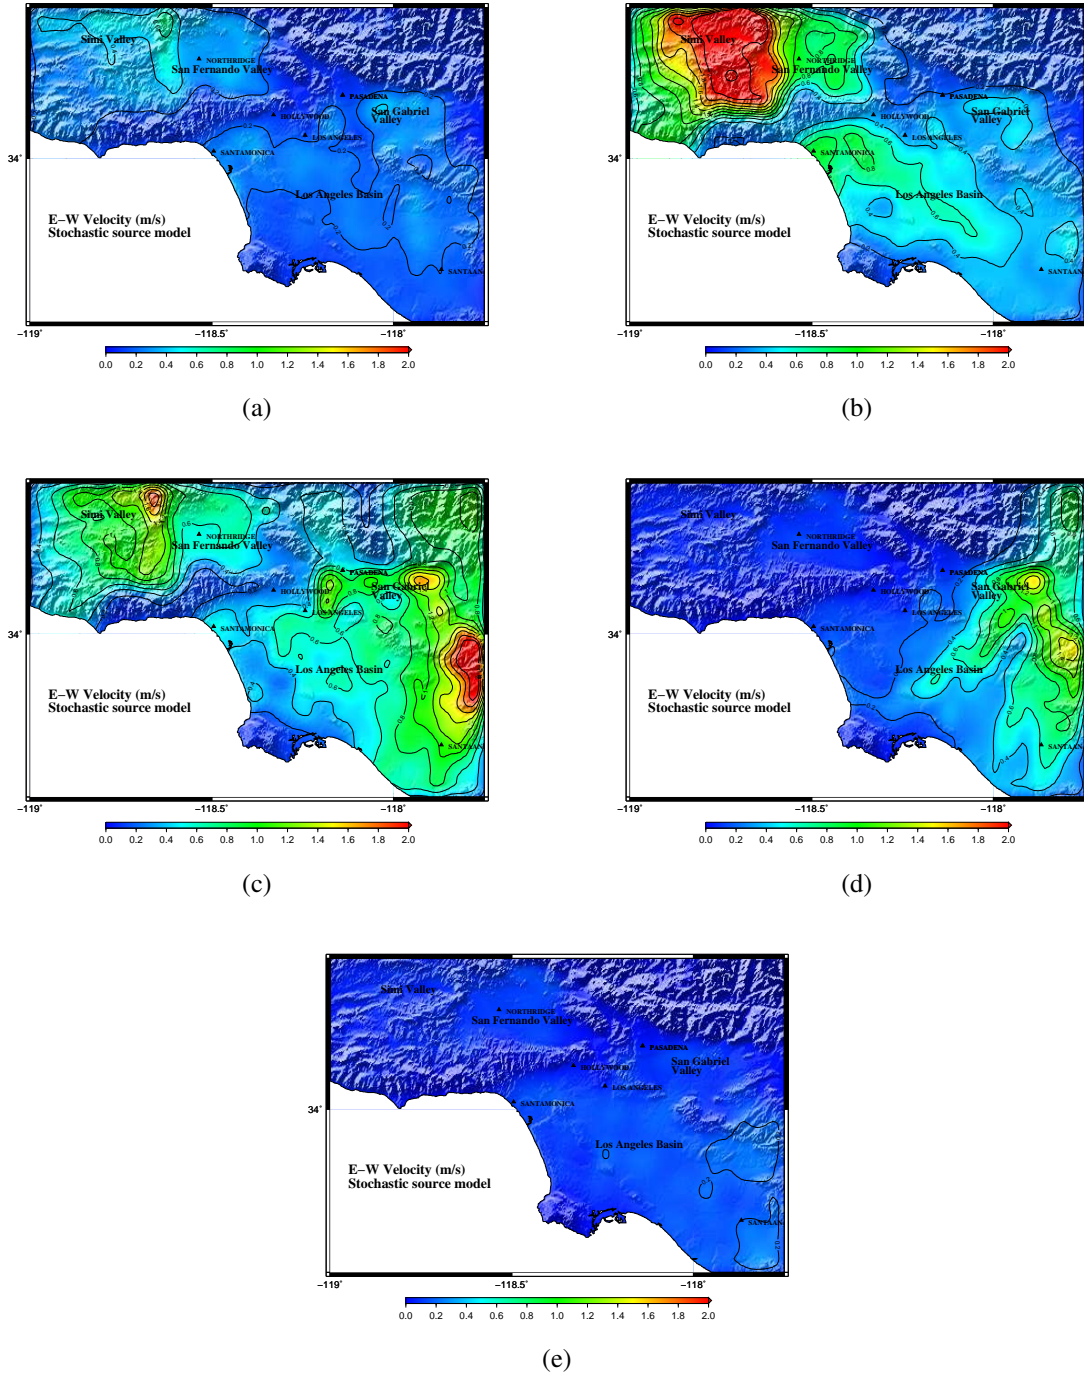 Simi Valley
NORTHRIDGE
San Fernando Valley
PASADENA
San Gabriel
Valley
HOLLYWOOD
LOS ANGELES
SANTAMONICA
34°
Los Angeles Basin
E−W Velocity (m/s)
Stochastic source model
SANTAAN
−119° −118.5° −118°
0.0 0.2 0.4 0.6 0.8 1.0 1.2 1.4 1.6 1.8 2.0
(a)
Simi Valley
NORTHRIDGE
San Fernando Valley
PASADENA
San Gabriel
Valley
HOLLYWOOD
LOS ANGELES
SANTAMONICA
34°
Los Angeles Basin
E−W Velocity (m/s)
Stochastic source model
SANTAAN
−119° −118.5° −118°
0.0 0.2 0.4 0.6 0.8 1.0 1.2 1.4 1.6 1.8 2.0
(b)
Simi Valley
NORTHRIDGE
San Fernando Valley
PASADENA
San Gabriel
Valley
HOLLYWOOD
LOS ANGELES
SANTAMONICA
34°
Los Angeles Basin
E−W Velocity (m/s)
Stochastic source model
SANTAAN
−119° −118.5° −118°
0.0 0.2 0.4 0.6 0.8 1.0 1.2 1.4 1.6 1.8 2.0
(c)
Simi Valley
NORTHRIDGE
San Fernando Valley
PASADENA
San Gabriel
Valley
HOLLYWOOD
LOS ANGELES
SANTAMONICA
34°
Los Angeles Basin
E−W Velocity (m/s)
Stochastic source model
SANTAAN
−119° −118.5° −118°
0.0 0.2 0.4 0.6 0.8 1.0 1.2 1.4 1.6 1.8 2.0
(d)
Simi Valley
NORTHRIDGE
San Fernando Valley
PASADENA
San Gabriel
Valley
HOLLYWOOD
LOS ANGELES
SANTAMONICA
34°
Los Angeles Basin
E−W Velocity (m/s)
Stochastic source model
SANTAAN
−119° −118.5° −118°
0.0 0.2 0.4 0.6 0.8 1.0 1.2 1.4 1.6 1.8 2.0
(e)